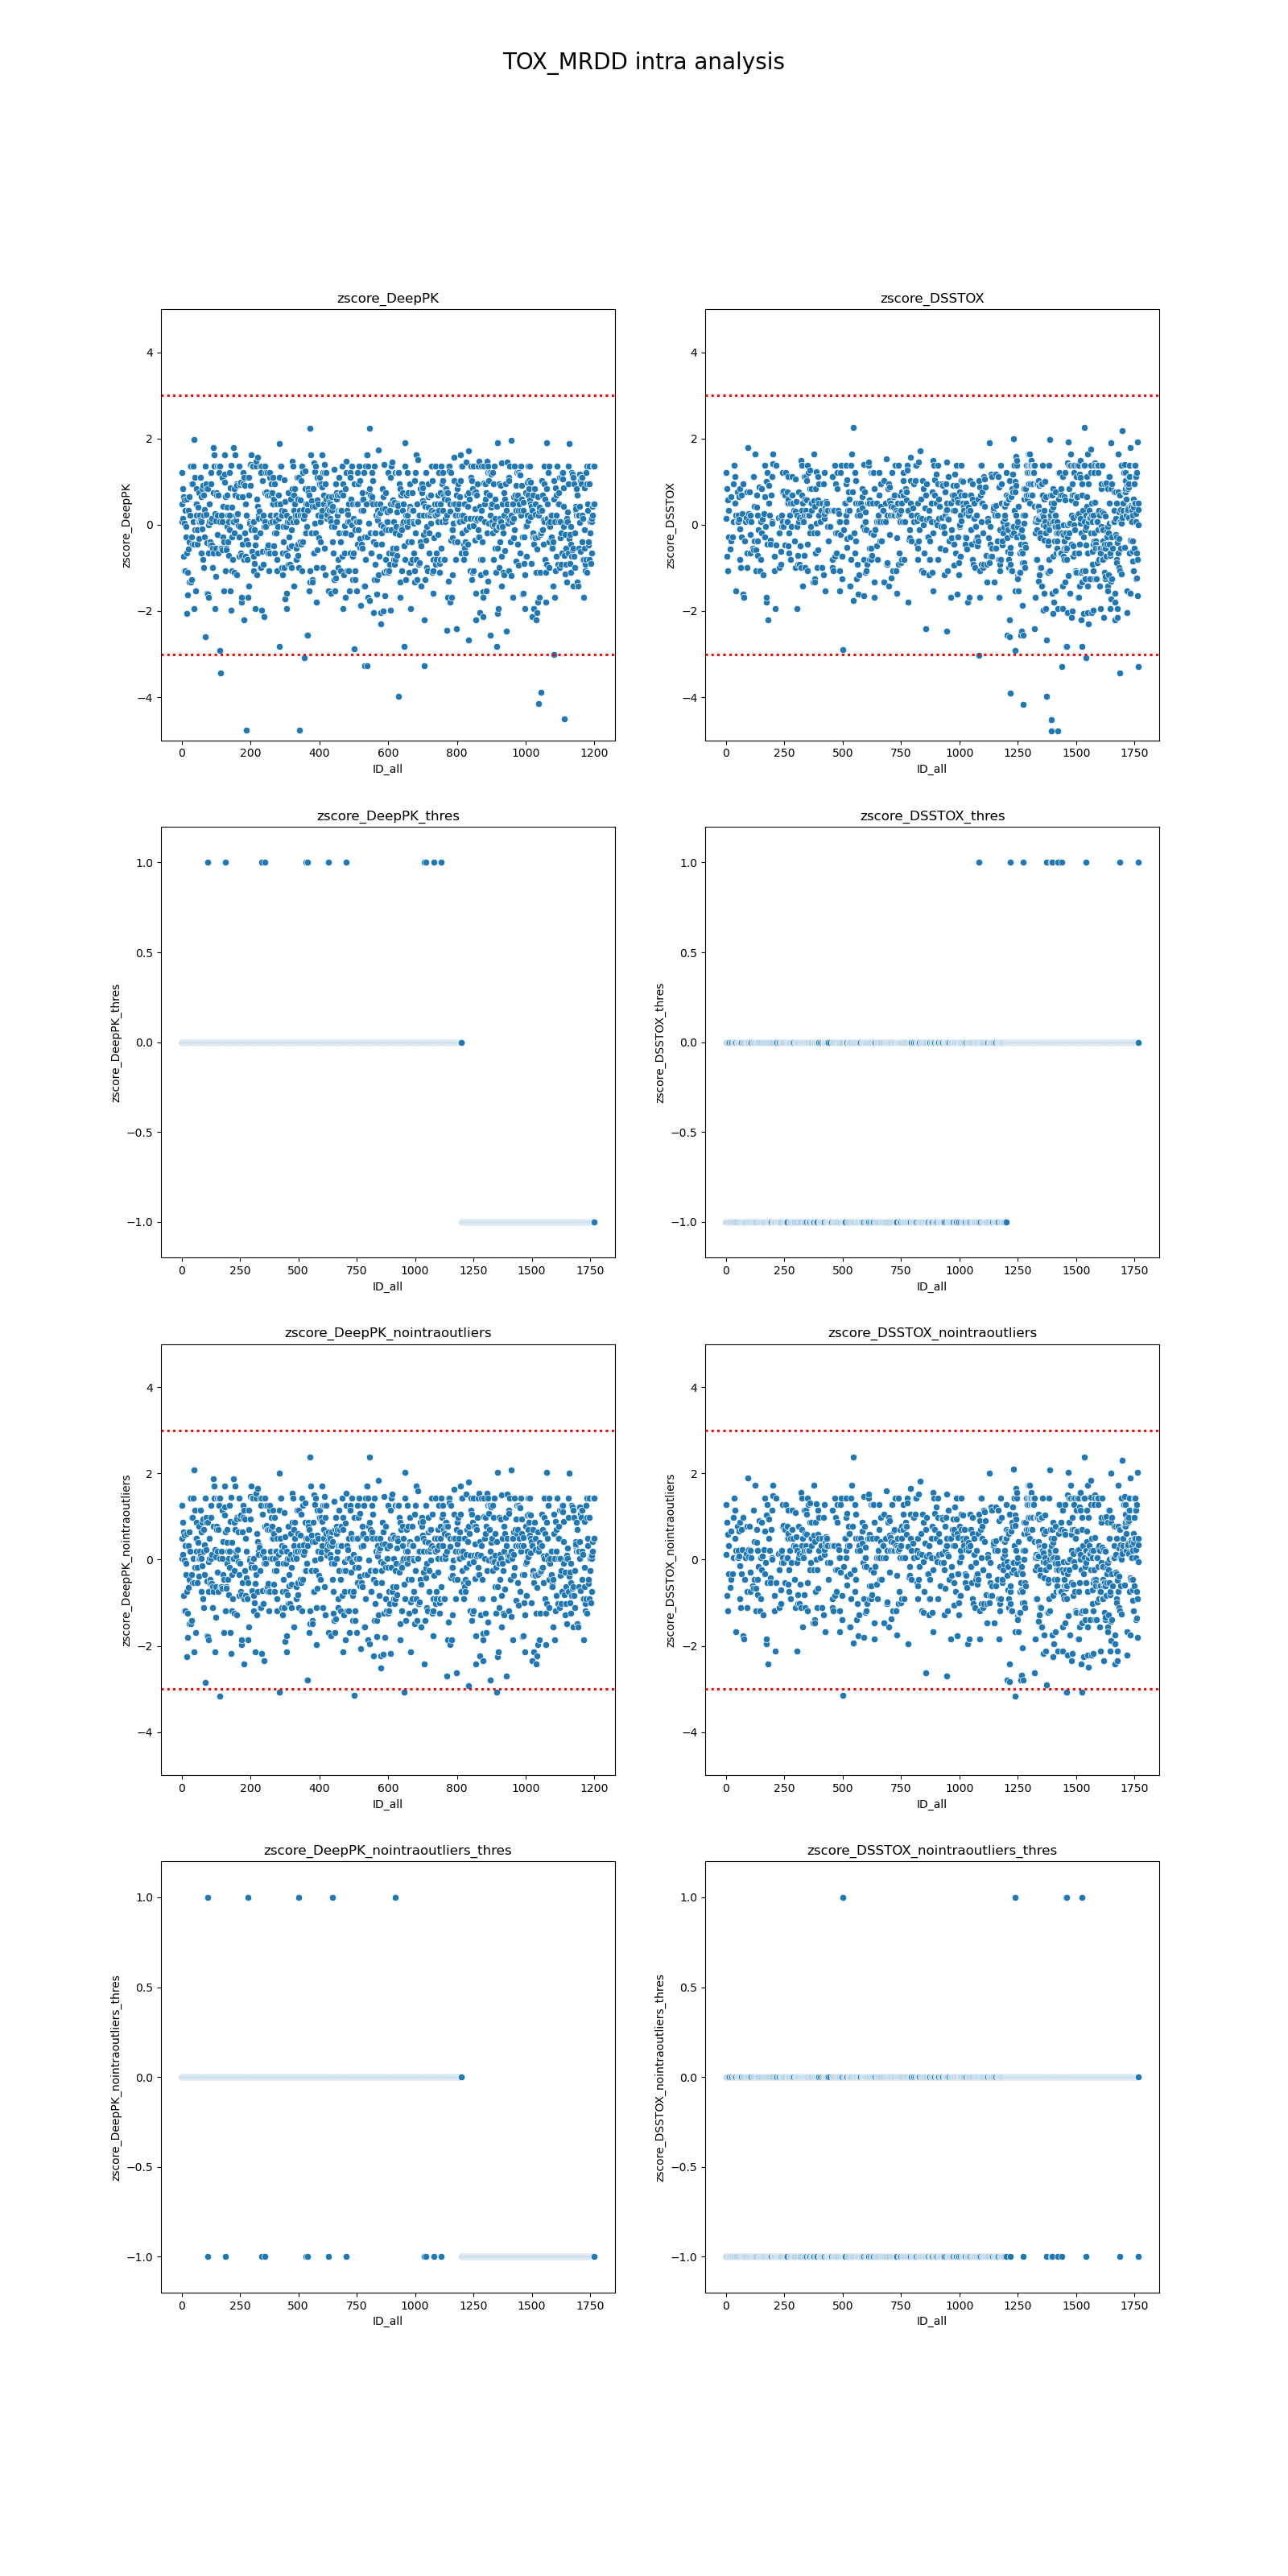 TOX_MRDD intra analysis
zscore_DeepPK
zscore_DSSTOX
4
2
0
−2
−4
zscore_DeepPK
0 200 400 600 800 1000 1200
ID_all
4
2
0
−2
−4
zscore_DSSTOX
0 250 500 750 1000 1250 1500 1750
ID_all
zscore_DeepPK_thres
zscore_DSSTOX_thres
1.0
0.5
0.0
−0.5
−1.0
zscore_DeepPK_thres
0 250 500 750 1000 1250 1500 1750
ID_all
1.0
0.5
0.0
−0.5
−1.0
zscore_DSSTOX_thres
0 250 500 750 1000 1250 1500 1750
ID_all
zscore_DeepPK_nointraoutliers
zscore_DSSTOX_nointraoutliers
4
2
0
−2
−4
zscore_DeepPK_nointraoutliers
0 200 400 600 800 1000 1200
ID_all
4
2
0
−2
−4
zscore_DSSTOX_nointraoutliers
0 250 500 750 1000 1250 1500 1750
ID_all
zscore_DeepPK_nointraoutliers_thres
zscore_DSSTOX_nointraoutliers_thres
1.0
0.5
0.0
−0.5
−1.0
zscore_DeepPK_nointraoutliers_thres
0 250 500 750 1000 1250 1500 1750
ID_all
1.0
0.5
0.0
−0.5
−1.0
zscore_DSSTOX_nointraoutliers_thres
0 250 500 750 1000 1250 1500 1750
ID_all